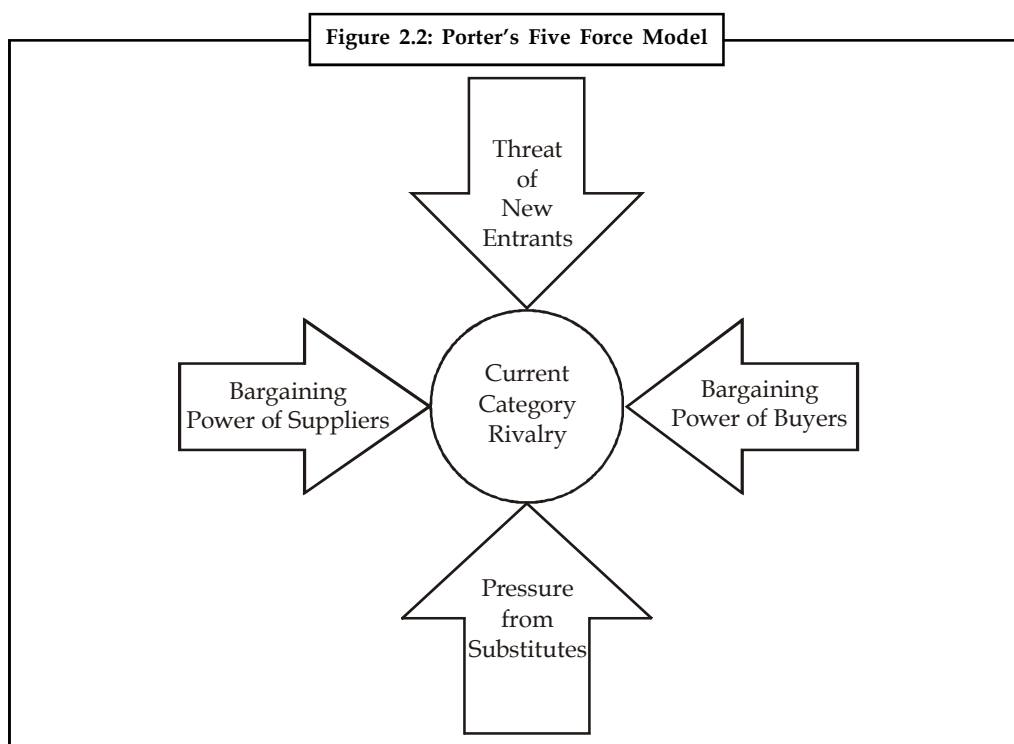 Figure 2.2: Porter's Five Force Model
Threat
of
New
Entrants
Bargaining
Power of Suppliers
Current
Category
Rivalry
Bargaining
Power of Buyers
Pressure
from
Substitutes